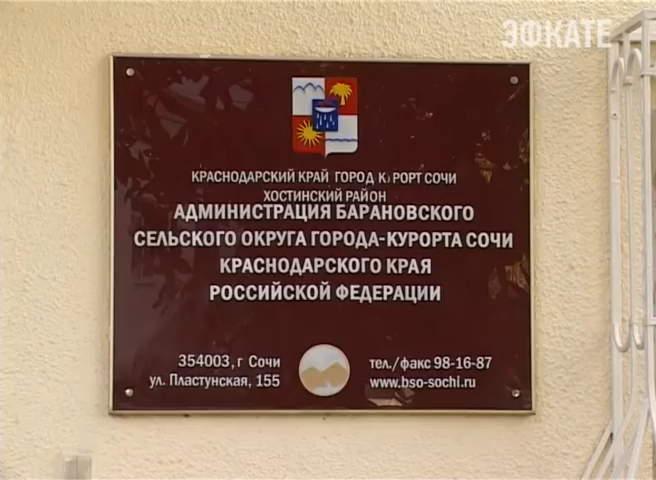 ЭФКАТЕ
КРАСНОДАРСКИЙ КРАЙ ГОРОД КУРОРТ СОЧИ
ХОСТИНСКИЙ РАЙОН
АДМИНИСТРАЦИЯ БАРАНОВСКОГО
СЕЛЬСКОГО ОКРУГА ГОРОДА-КУРОРТА СОЧИ
КРАСНОДАРСКОГО КРАЯ
РОССИЙСКОЙ ФЕДЕРАЦИИ
354003, г Сочи
ул. Пластунская, 155
тел./факс 98-16-87
www.bso-sochi.ru